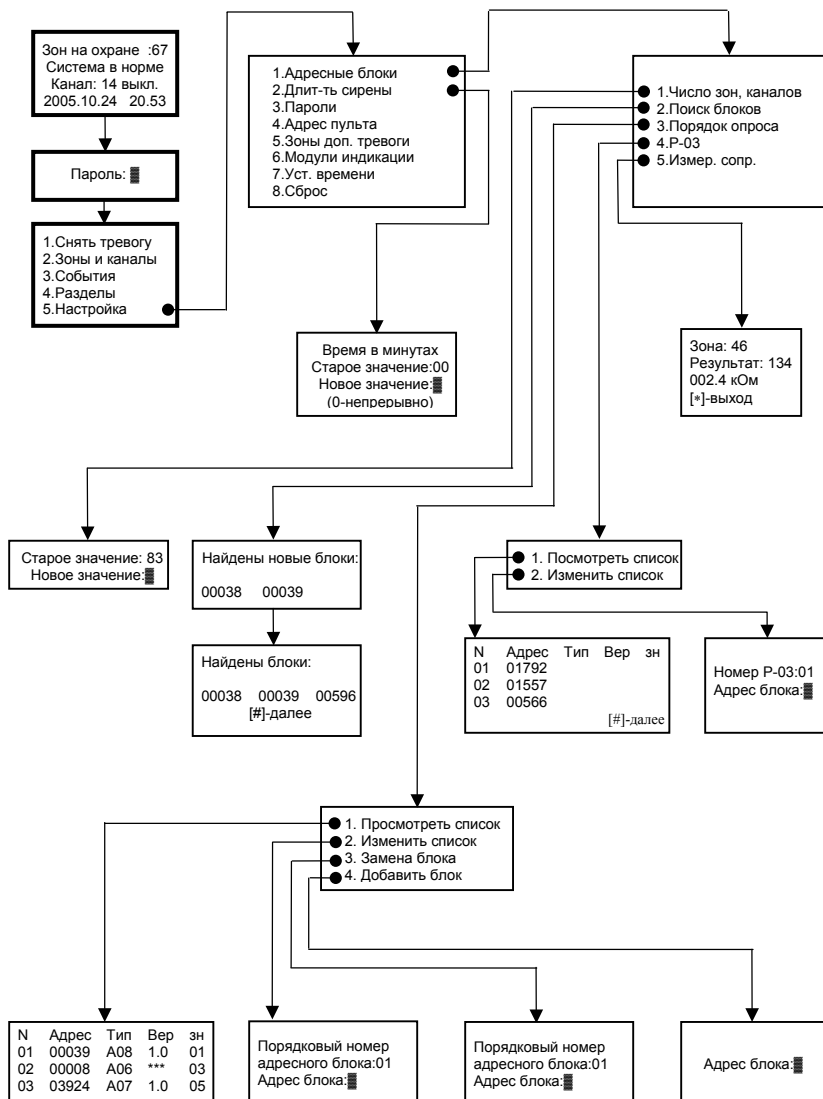 Зон на охране :67
Система в норме
Канал: 14 выкл.
2005.10.24 20.53
Пароль:
1.Снять тревогу
2.Зоны и каналы
3.События
4.Разделы
5.Настройка
1.Адресные блоки
2.Длит-ть сирены
3.Пароли
4.Адрес пульта
5.Зоны доп. тревоги
6.Модули индикации
7.Уст. времени
8.Сброс
1.Число зон, каналов
2.Поиск блоков
3.Порядок опроса
4.Р-03
5.Измер. сопр.
Время в минутах
Старое значение:00
Новое значение:
(0-непрерывно)
Зона: 46
Результат: 134
002.4 кОм
[*]-выход
Старое значение: 83
Новое значение:
Найдены новые блоки:
00038 00039
Найдены блоки:
00038 00039 00596
[#]-далее
1. Посмотреть список
2. Изменить список
N Адрес Тип Вер зн
01 01792
02 01557
03 00566
[#]-далее
Номер Р-03:01
Адрес блока:
1. Просмотреть список
2. Изменить список
3. Замена блока
4. Добавить блок
N Адрес Тип Вер зн
01 00039 А08 1.0 01
02 00008 А06 *** 03
03 03924 А07 1.0 05
Порядковый номер
адресного блока:01
Адрес блока:
Порядковый номер
адресного блока:01
Адрес блока:
Адрес блока: